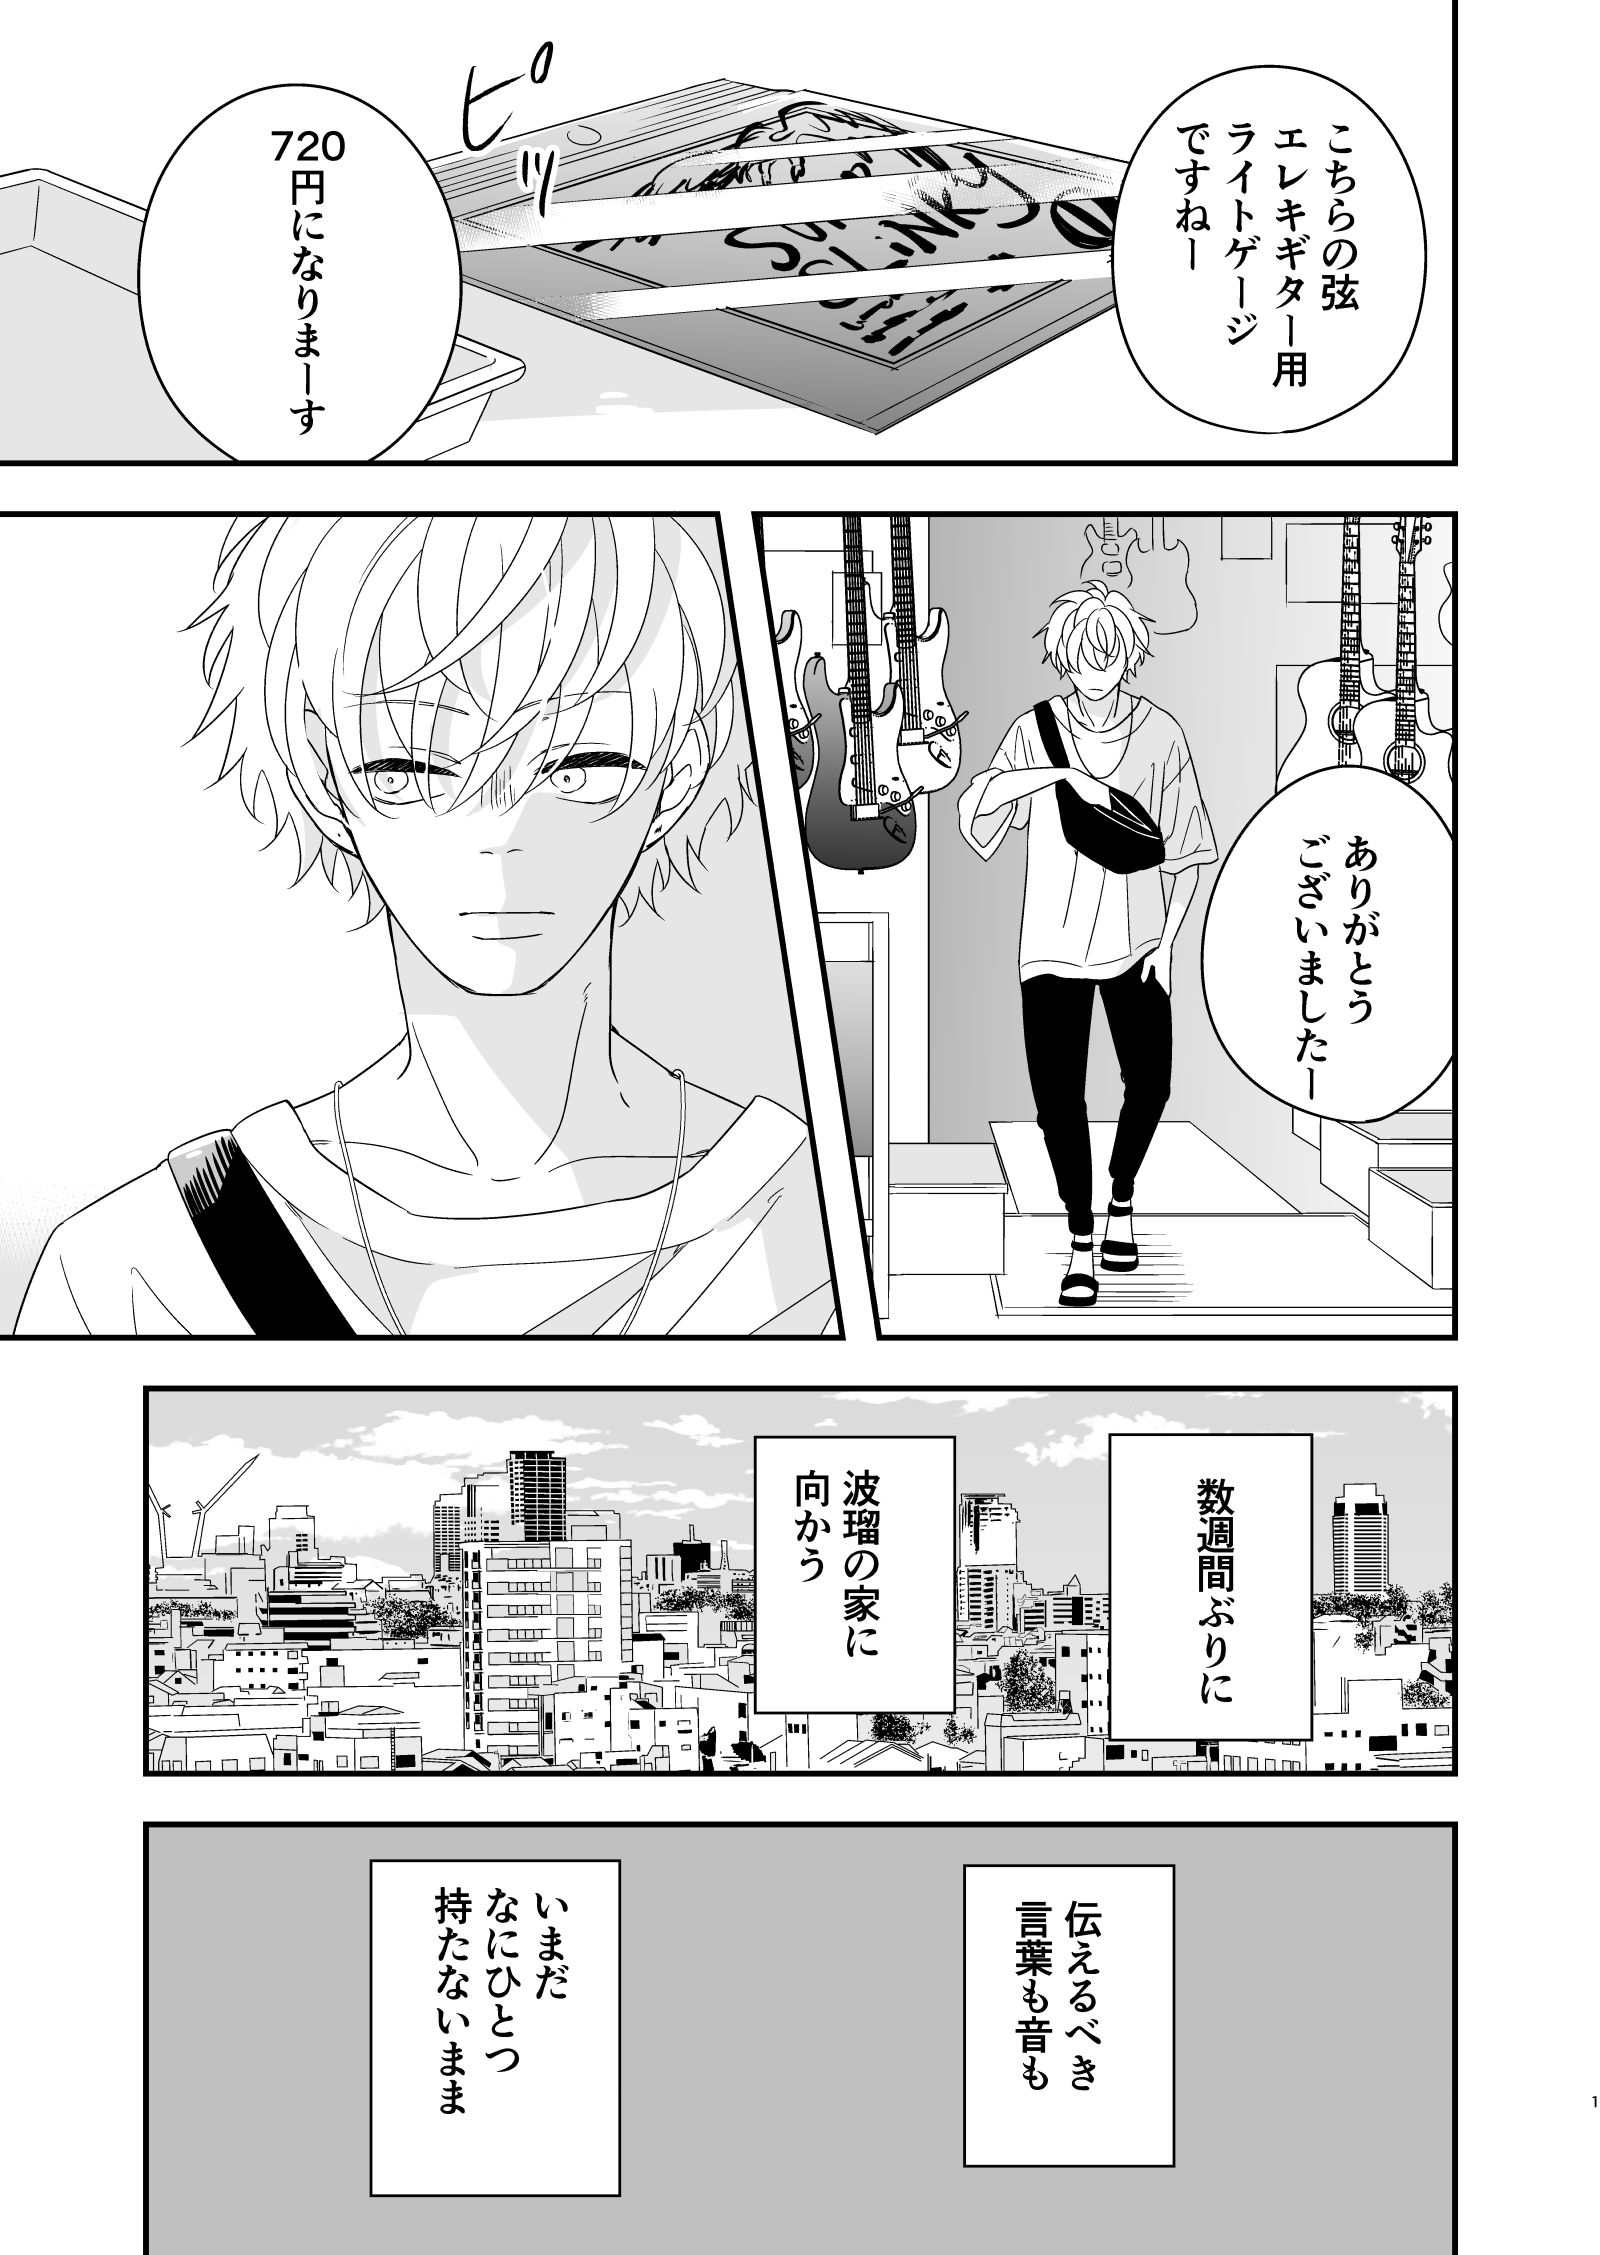 こちらの弦
エレキギター用
ライトゲージ
ですねー
ピッ
SLiNKY
720円になりまーす
ありがとう
ございましたー
数週間ぶりに
波瑠の家に
向かう
伝えるべき
言葉も音も
いまだ
なにひとつ
持たないまま
1